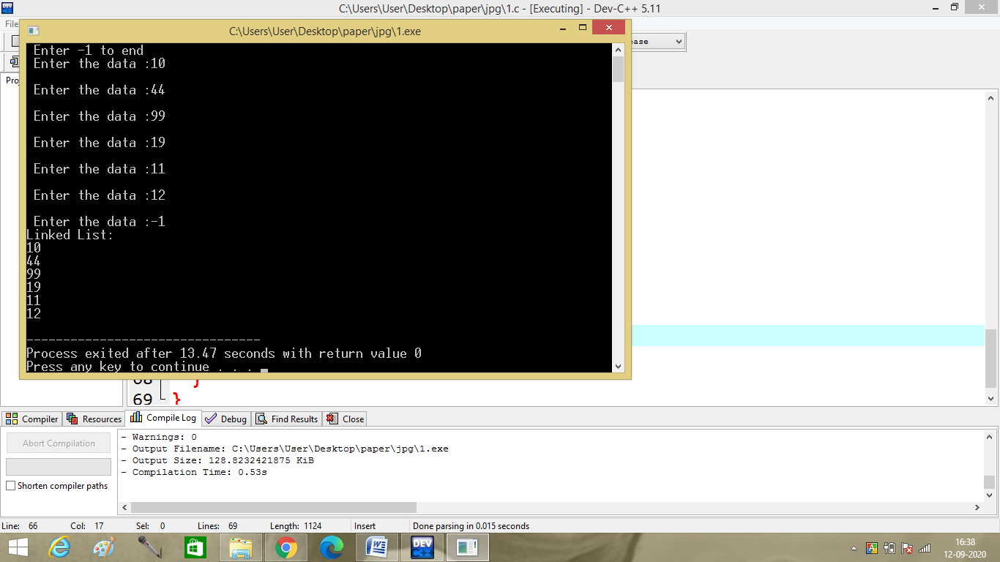 C:\Users\User\Desktop\paper\jpg\1.c - [Executing] - Dev-C++ 5.11
File
C:\Users\User\Desktop\paper\jpg\1.exe
Enter -1 to end
Enter the data :10
Enter the data :44
Enter the data :99
Enter the data :19
Enter the data :11
Enter the data :12
Enter the data :-1
Linked List:
10
44
99
19
11
12
--------------------------------
Process exited after 13.47 seconds with return value 0
Press any key to continue . . .
68 }
69 }
Compiler Resources Compile Log Debug Find Results Close
Abort Compilation
Shorten compiler paths
- Warnings: 0
- Output Filename: C:\Users\User\Desktop\paper\jpg\1.exe
- Output Size: 128.8232421875 KiB
- Compilation Time: 0.53s
Line: 66 Col: 17 Sel: 0 Lines: 69 Length: 1124 Insert Done parsing in 0.015 seconds
DEV C++
16:38
12-09-2020